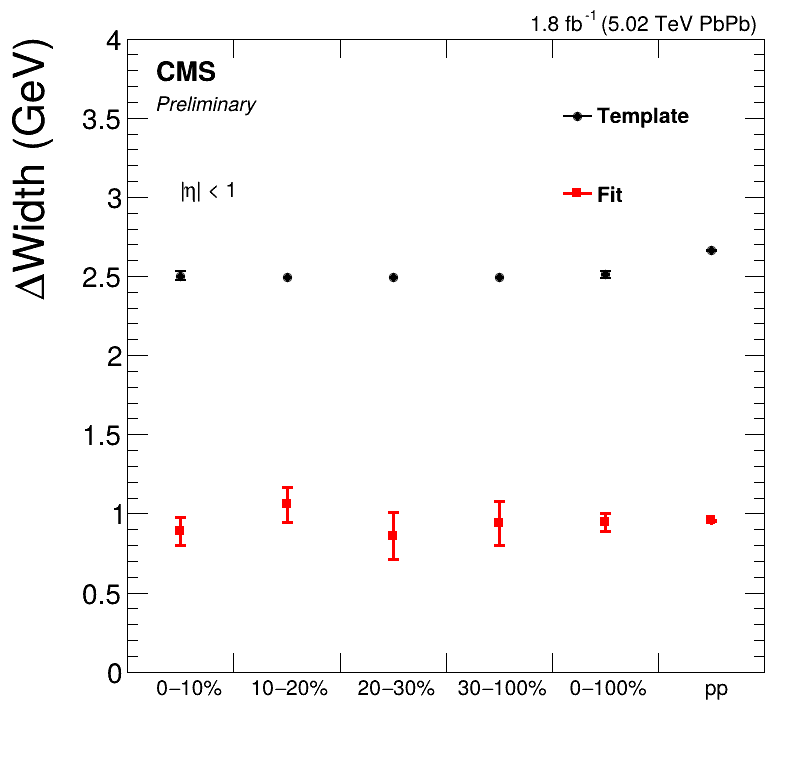 1.8 fb⁻¹ (5.02 TeV PbPb)
CMS
Preliminary
Template
|η| < 1
Fit
ΔWidth (GeV)
4
3.5
3
2.5
2
1.5
1
0.5
0
0−10% 10−20% 20−30% 30−100% 0−100% pp